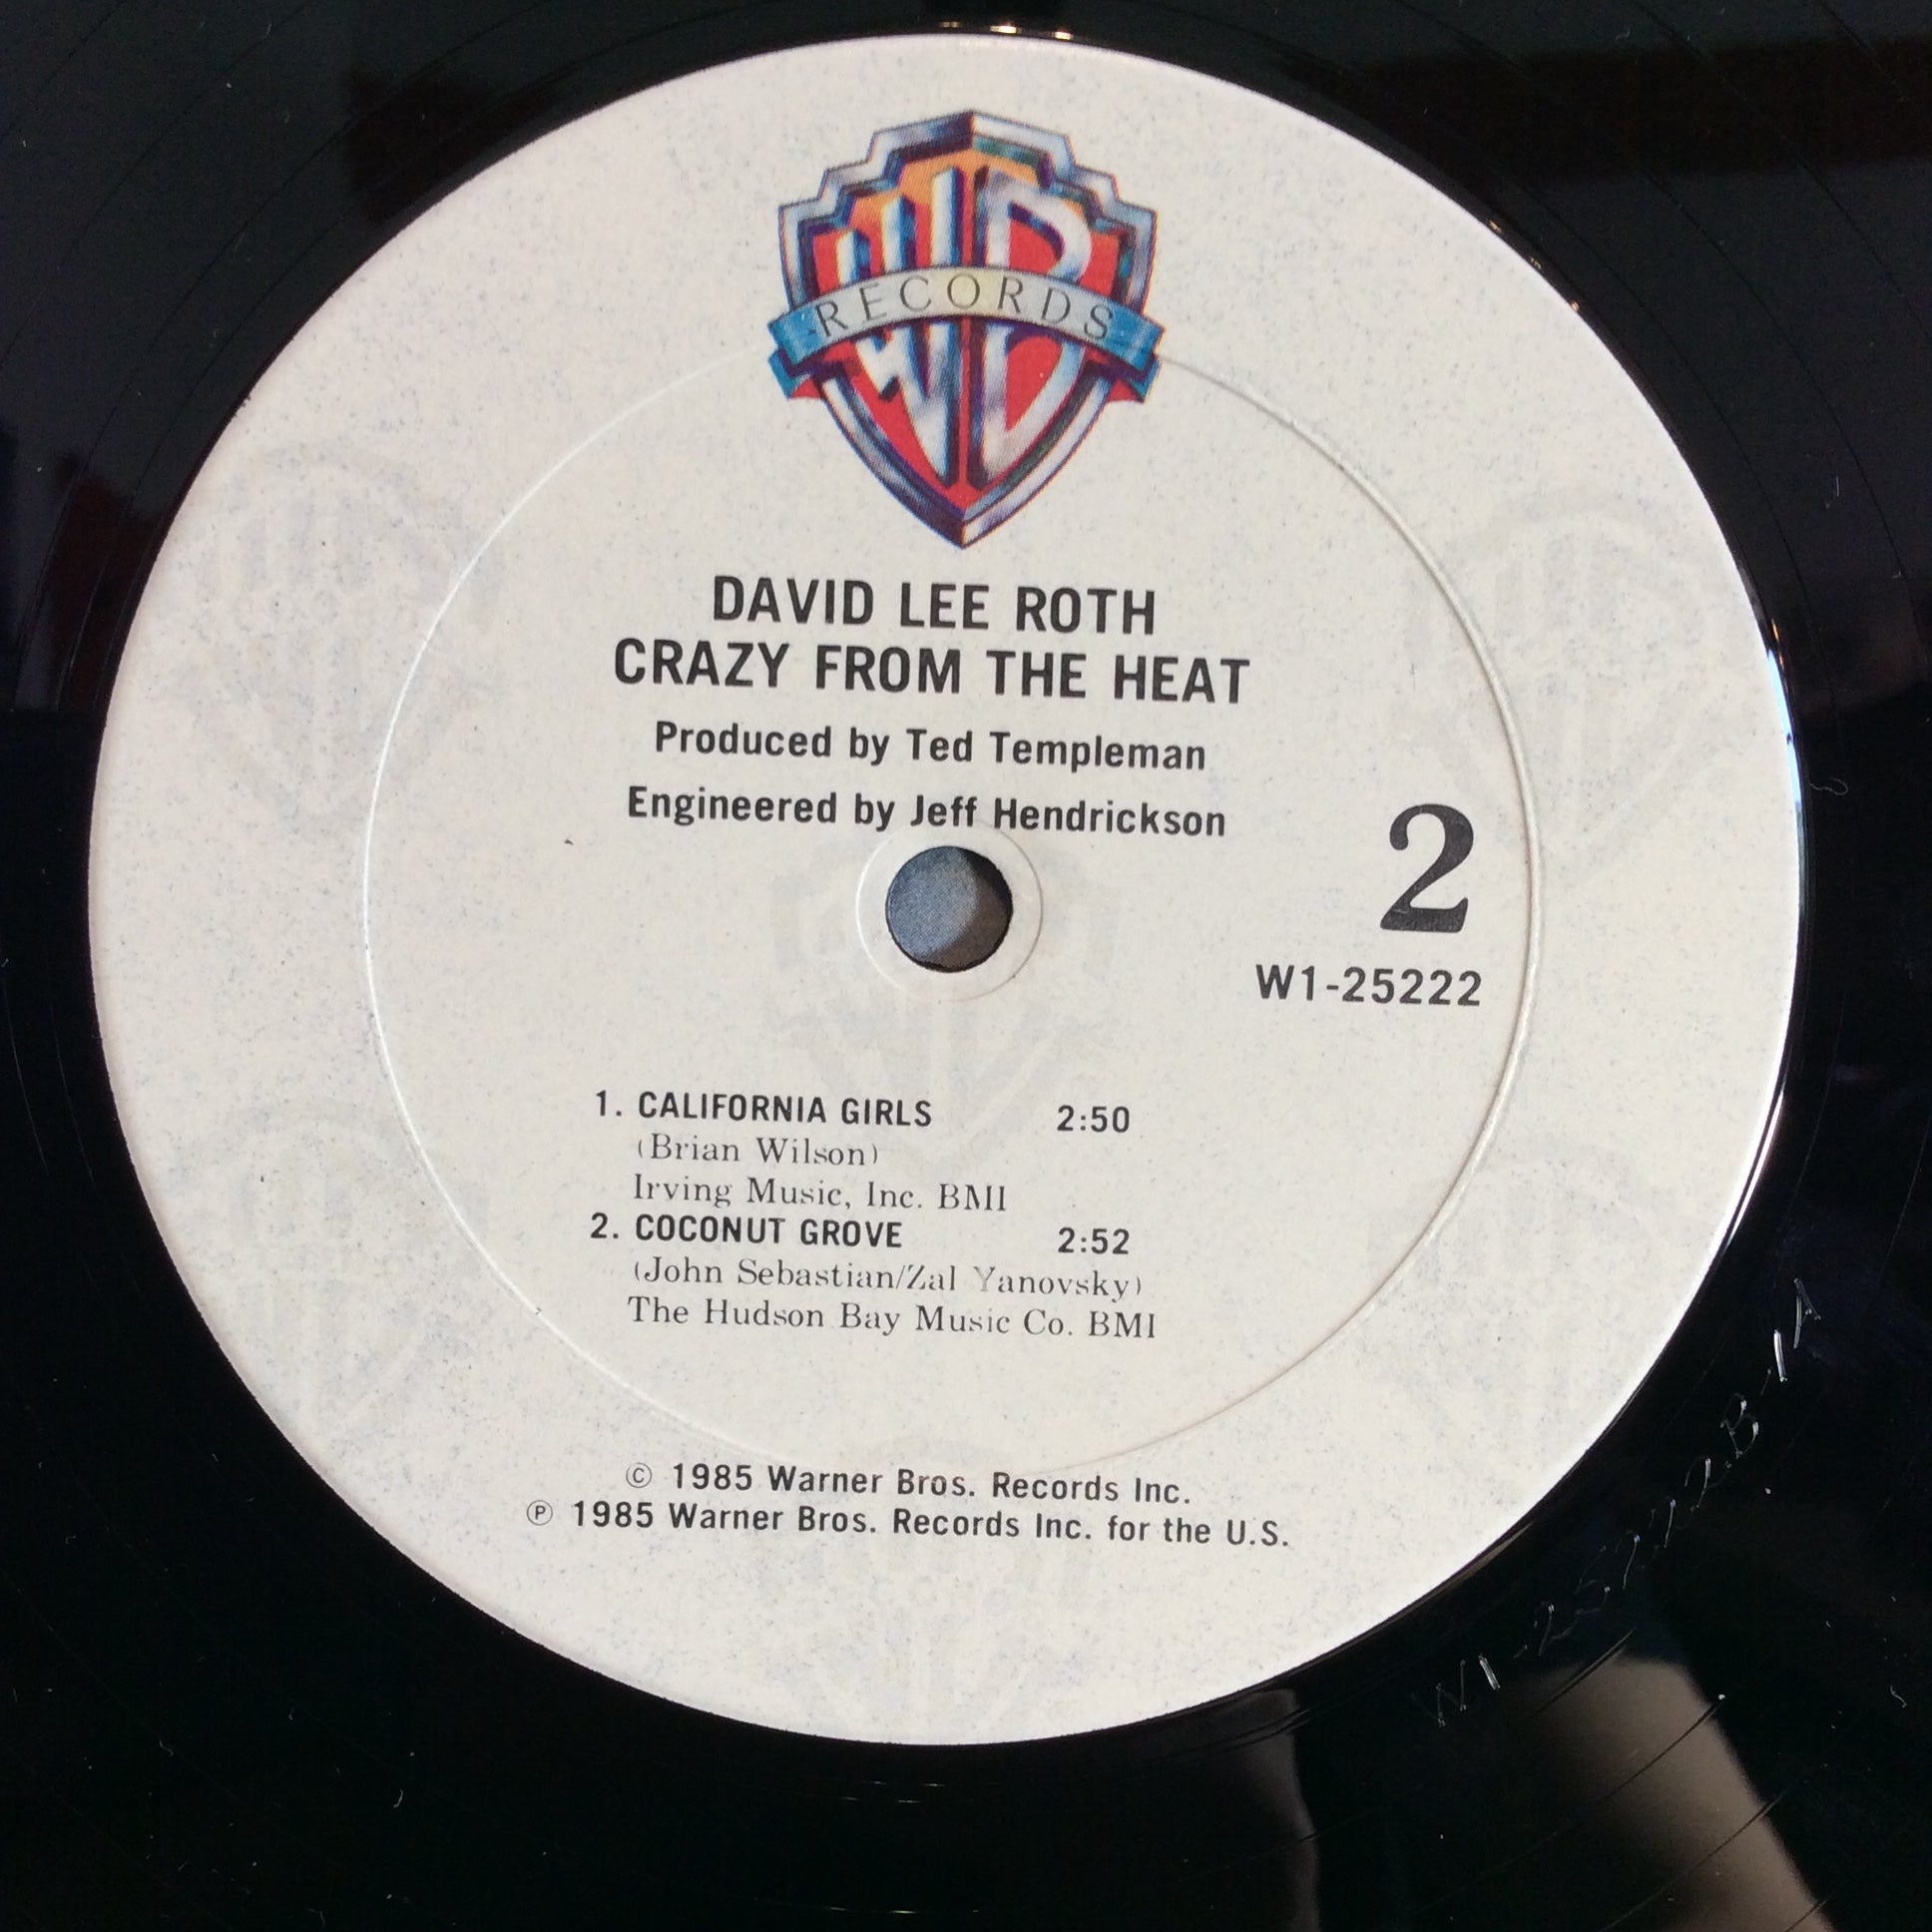 WB
RECORDS
DAVID LEE ROTH
CRAZY FROM THE HEAT
Produced by Ted Templeman
Engineered by Jeff Hendrickson
2
W1-25222
1. CALIFORNIA GIRLS 2:50
(Brian Wilson)
Irving Music, Inc. BMI
2. COCONUT GROVE 2:52
(John Sebastian/Zal Yanovsky)
The Hudson Bay Music Co. BMI
© 1985 Warner Bros. Records Inc.
℗ 1985 Warner Bros. Records Inc. for the U.S.